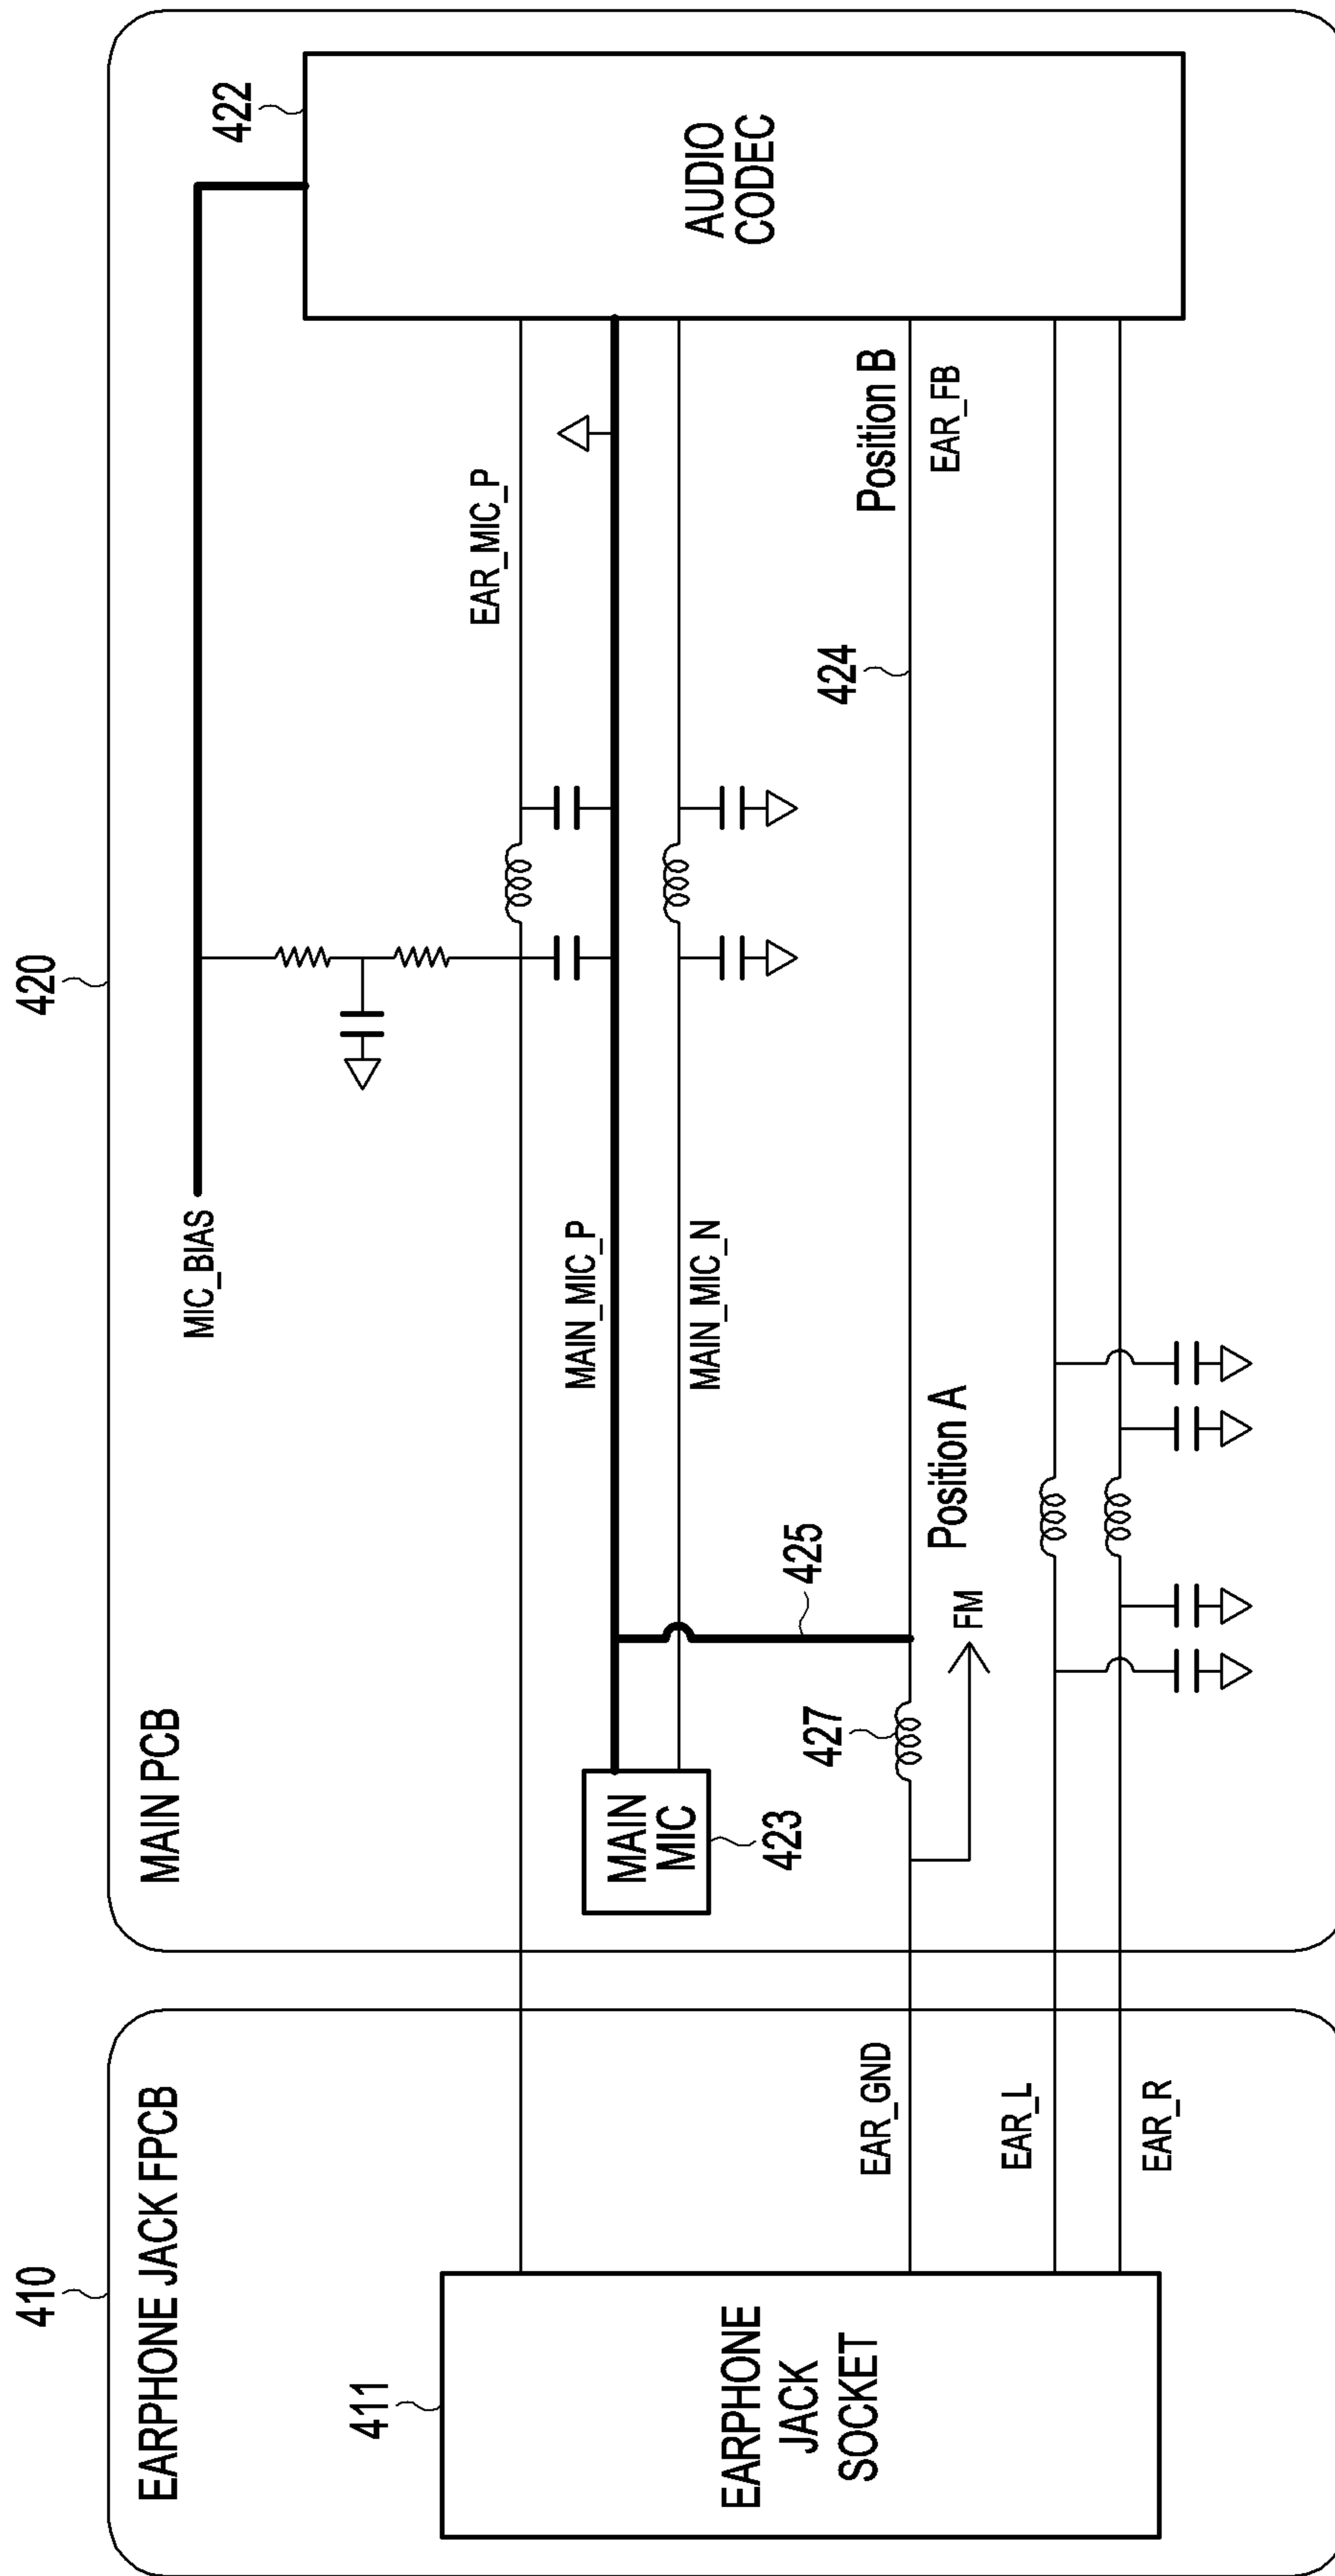 410
EARPHONE JACK FPCB
411
EARPHONE
JACK
SOCKET
EAR_GND
EAR_L
EAR_R
420
MAIN PCB
MIC_BIAS
422
AUDIO
CODEC
EAR_MIC_P
MAIN_MIC_P
MAIN_MIC_N
MAIN
MIC
423
425
427
FM
Position A
424
Position B
EAR_FB